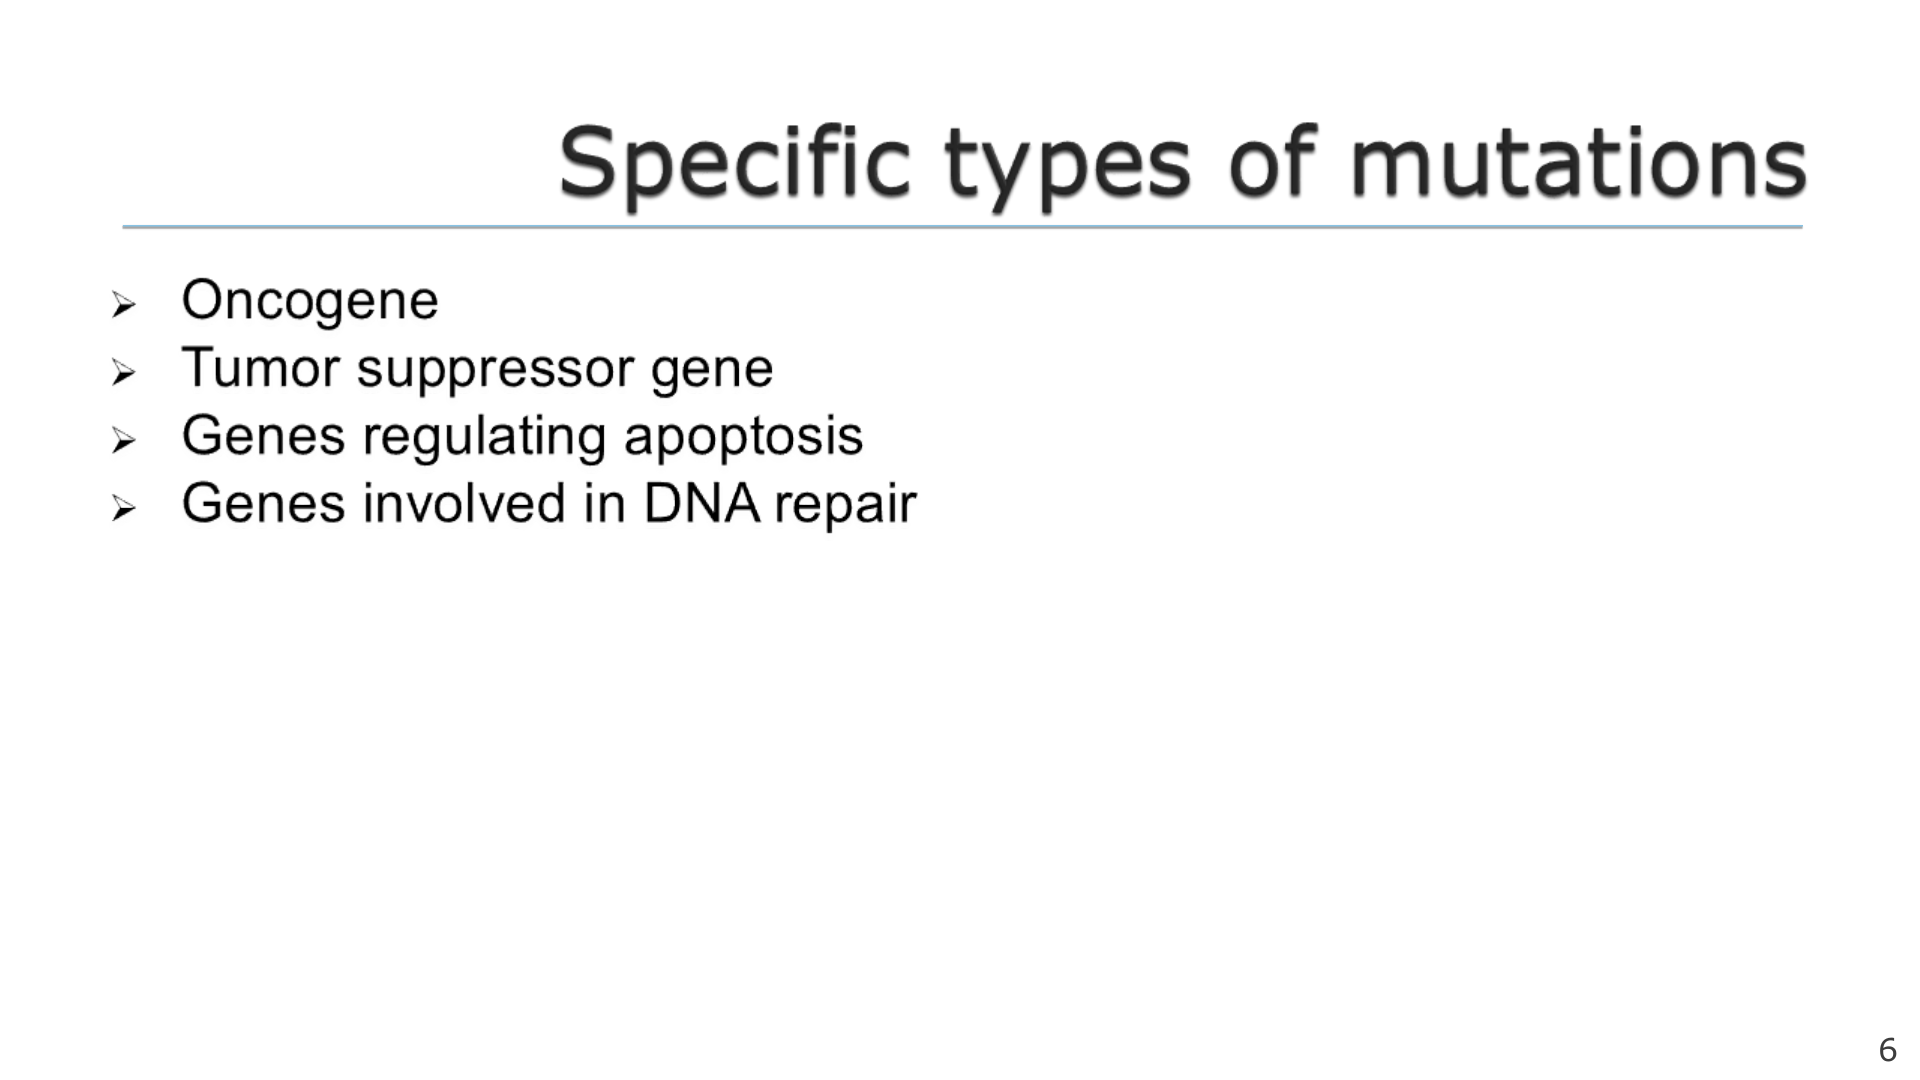 Specific types of mutations
➢ Oncogene
➢ Tumor suppressor gene
➢ Genes regulating apoptosis
➢ Genes involved in DNA repair
6